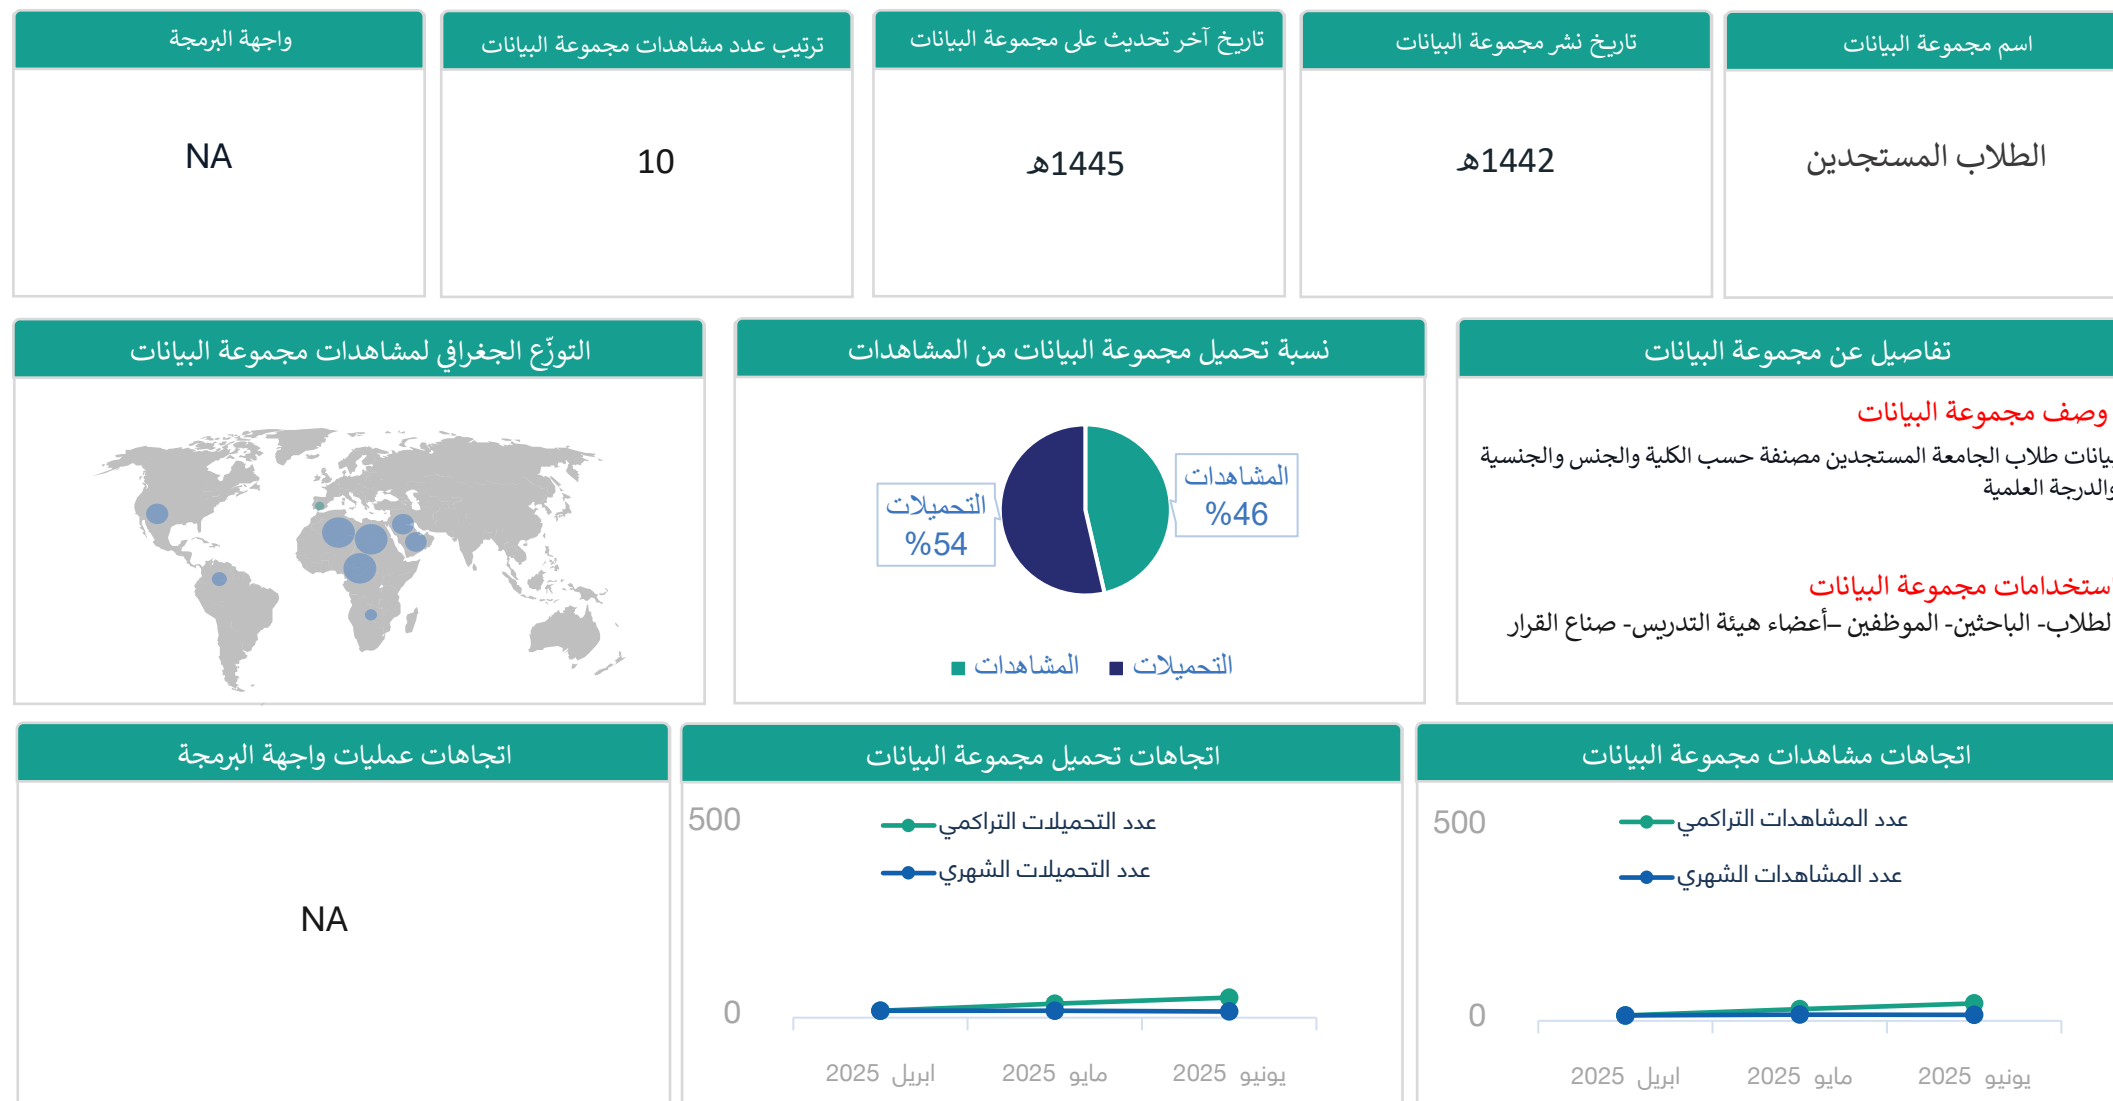 اسم مجموعة البيانات
الطلاب المستجدين
تاريخ نشر مجموعة البيانات
1442هـ
تاريخ آخر تحديث على مجموعة البيانات
1445هـ
ترتيب عدد مشاهدات مجموعة البيانات
10
واجهة البرمجة
NA
تفاصيل عن مجموعة البيانات
وصف مجموعة البيانات
بيانات طلاب الجامعة المستجدين مصنفة حسب الكلية والجنس والجنسية
والدرجة العلمية
استخدامات مجموعة البيانات
الطلاب- الباحثين- الموظفين –أعضاء هيئة التدريس- صناع القرار
نسبة تحميل مجموعة البيانات من المشاهدات
المشاهدات
%46
التحميلات
%54
التحميلات
المشاهدات
التوزّع الجغرافي لمشاهدات مجموعة البيانات
اتجاهات مشاهدات مجموعة البيانات
500
عدد المشاهدات التراكمي
عدد المشاهدات الشهري
0
ابريل 2025
مايو 2025
يونيو 2025
اتجاهات تحميل مجموعة البيانات
500
عدد التحميلات التراكمي
عدد التحميلات الشهري
0
ابريل 2025
مايو 2025
يونيو 2025
اتجاهات عمليات واجهة البرمجة
NA